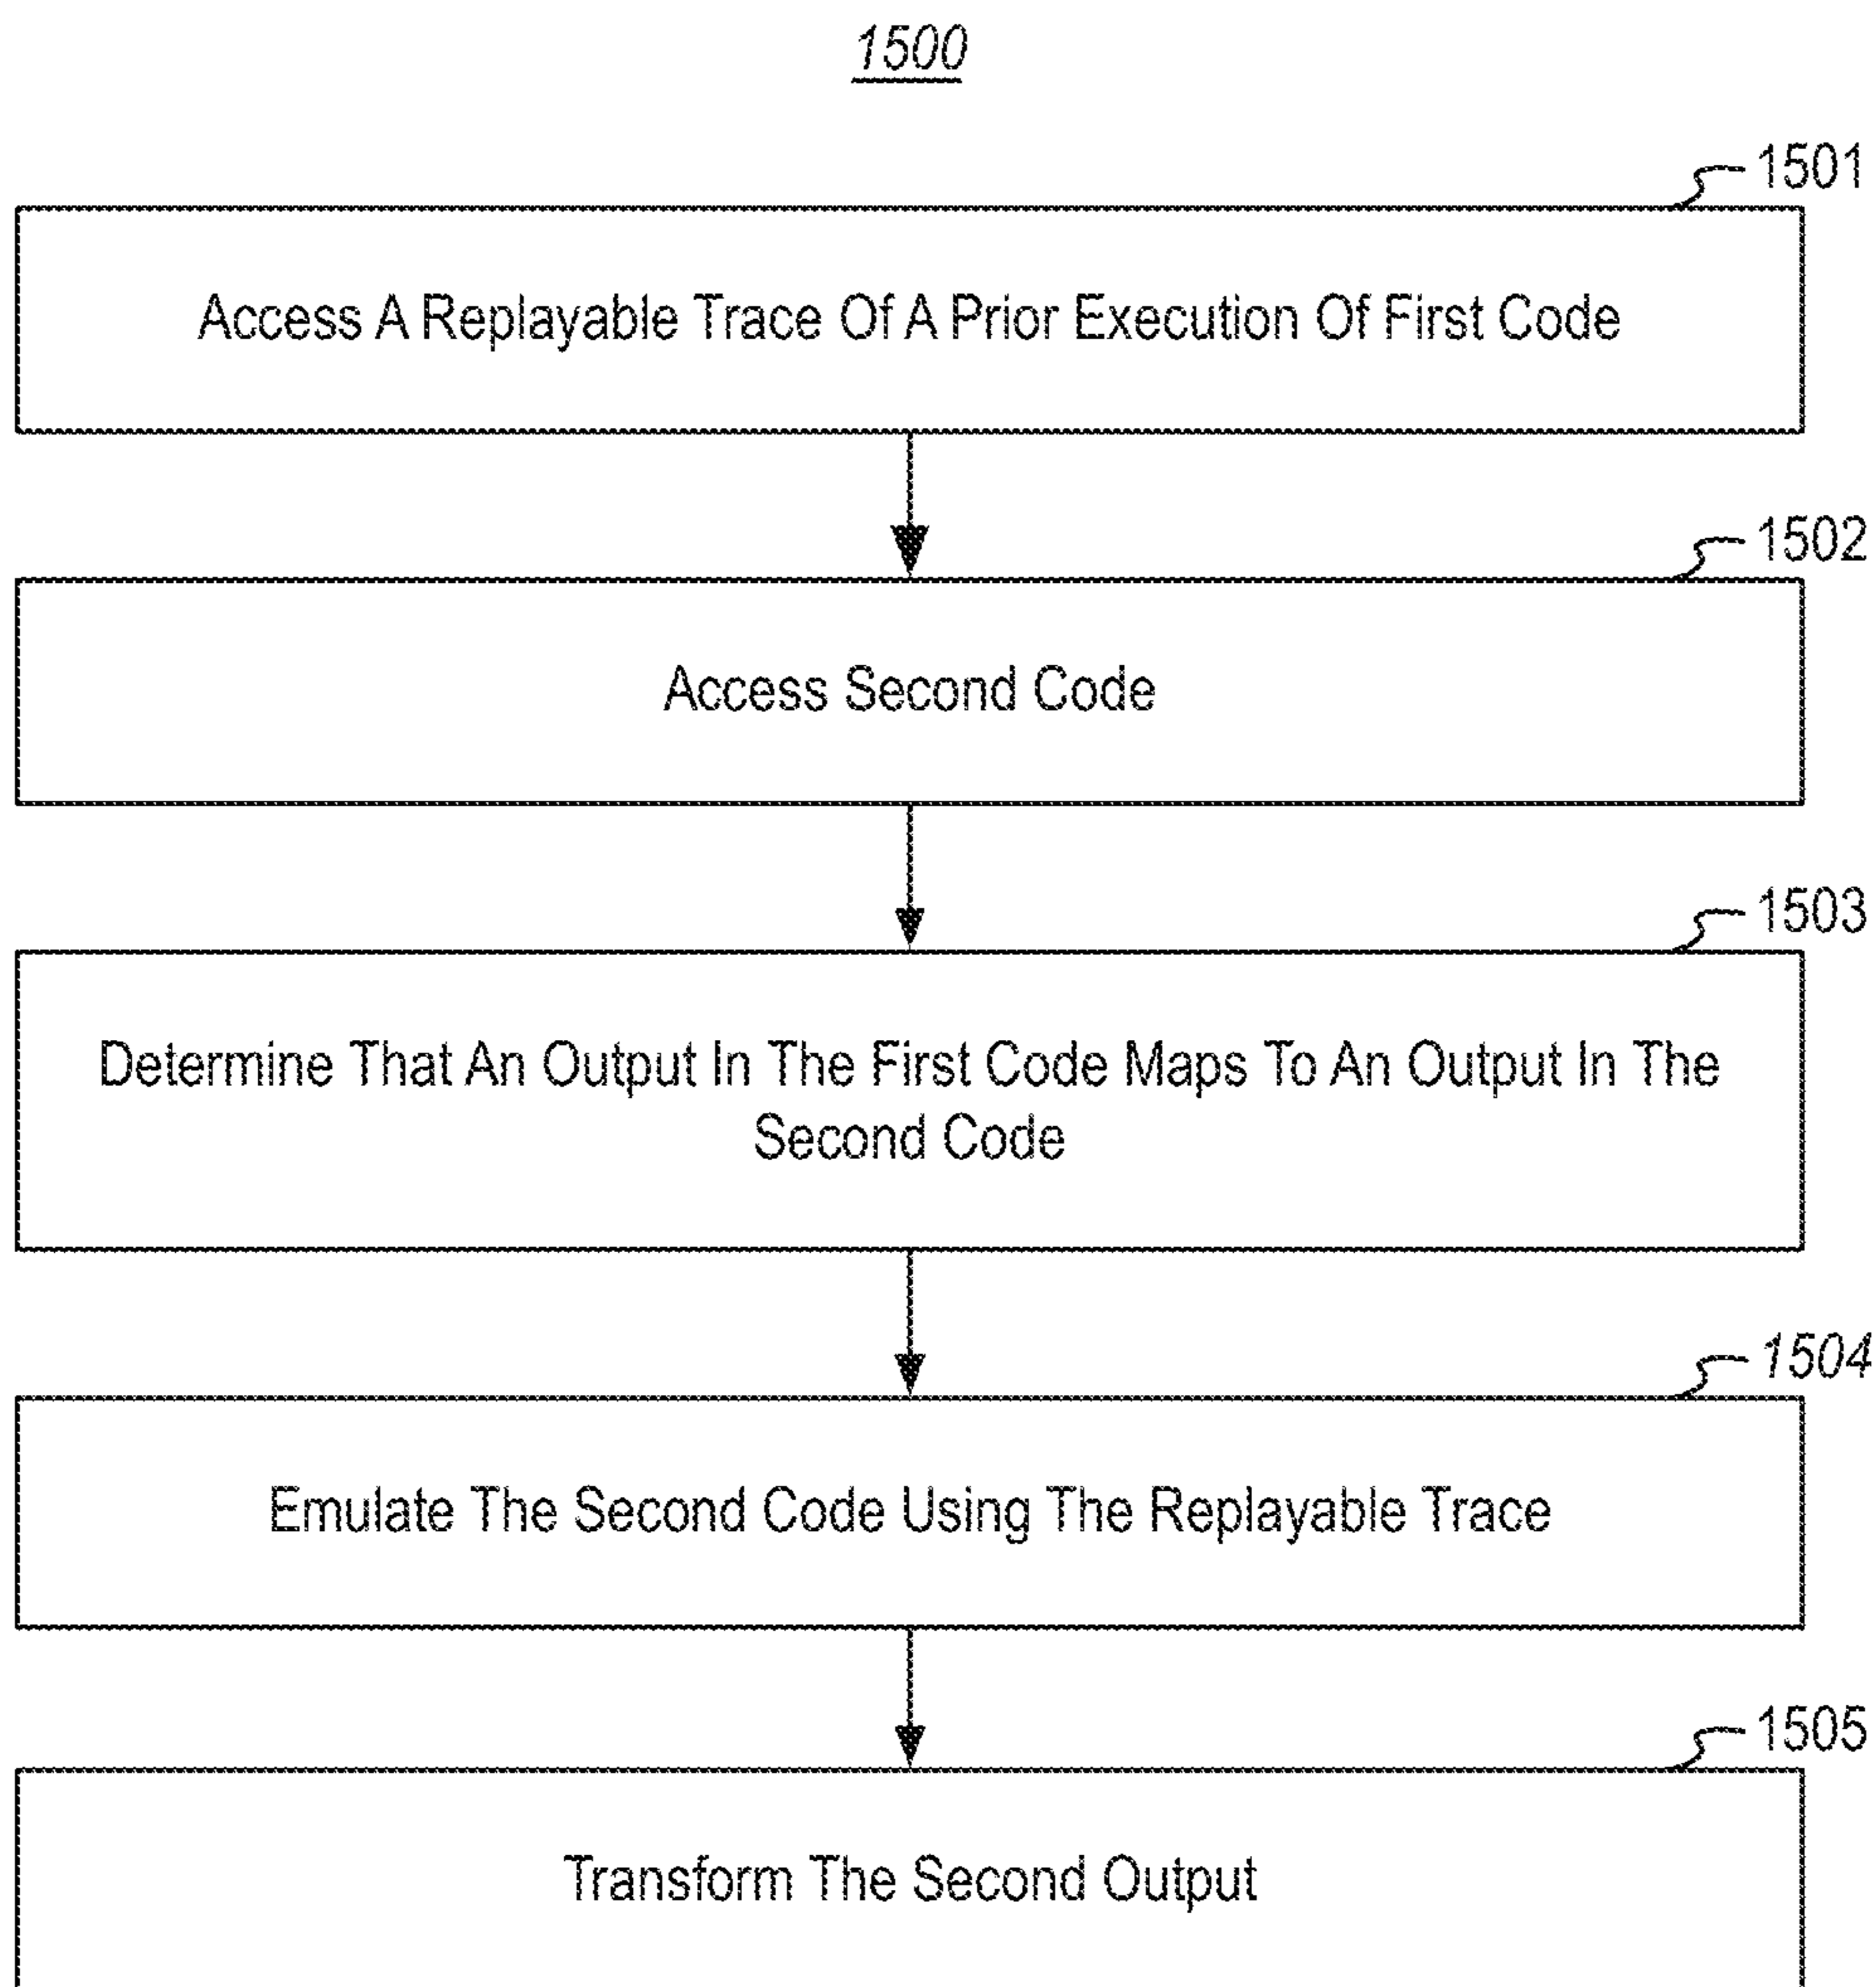 1500
1501
Access A Replayable Trace Of A Prior Execution Of First Code
1502
Access Second Code
1503
Determine That An Output In The First Code Maps To An Output In The
Second Code
1504
Emulate The Second Code Using The Replayable Trace
1505
Transform The Second Output